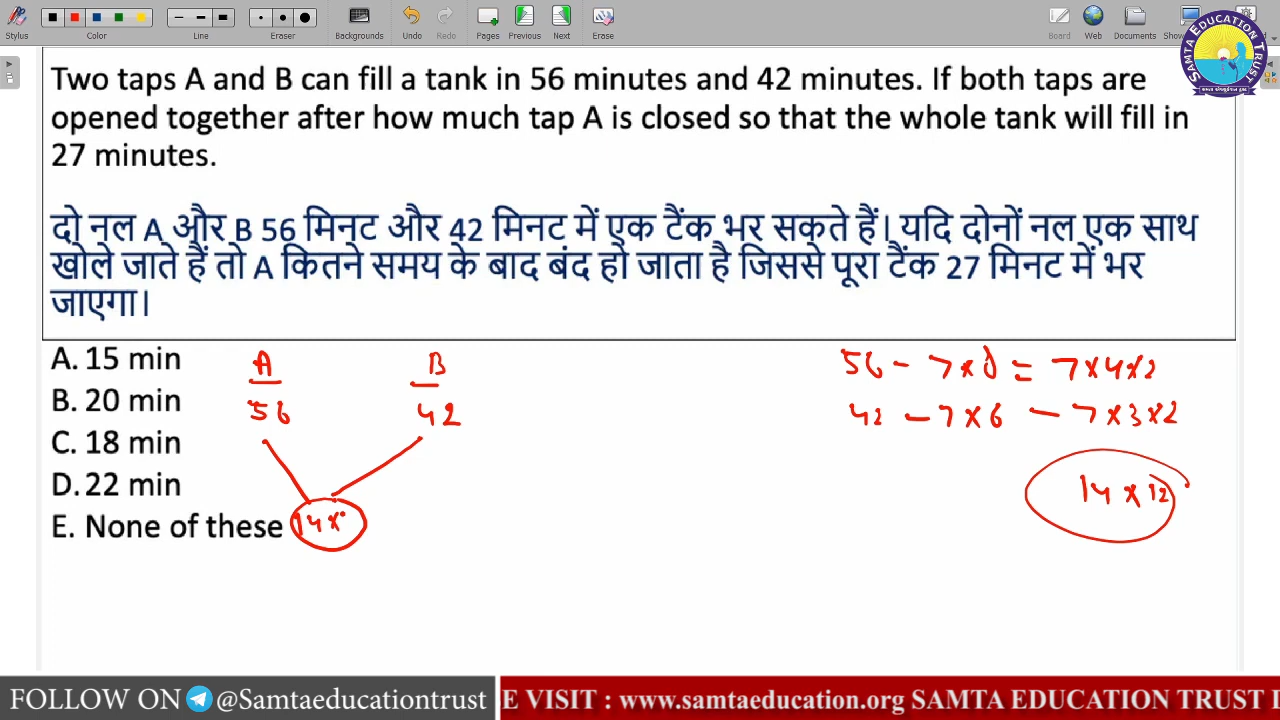 Stylus Color Line Eraser Backgrounds Undo Redo Pages Previous Next Erase Board Web Documents
SAMTA EDUCATION TRUST
Two taps A and B can fill a tank in 56 minutes and 42 minutes. If both taps are
opened together after how much tap A is closed so that the whole tank will fill in
27 minutes.
दो नल A और B 56 मिनट और 42 मिनट में एक टैंक भर सकते हैं। यदि दोनों नल एक साथ
खोले जाते हैं तो A कितने समय के बाद बंद हो जाता है जिससे पूरा टैंक 27 मिनट में भर
जाएगा।
A. 15 min
B. 20 min
C. 18 min
D. 22 min
E. None of these
A B
56 42
14 x
56 - 7x8 = 7x4x2
42 - 7x6 - 7x3x2
14 x 12
FOLLOW ON @Samtaeducationtrust
E VISIT : www.samtaeducation.org SAMTA EDUCATION TRUST